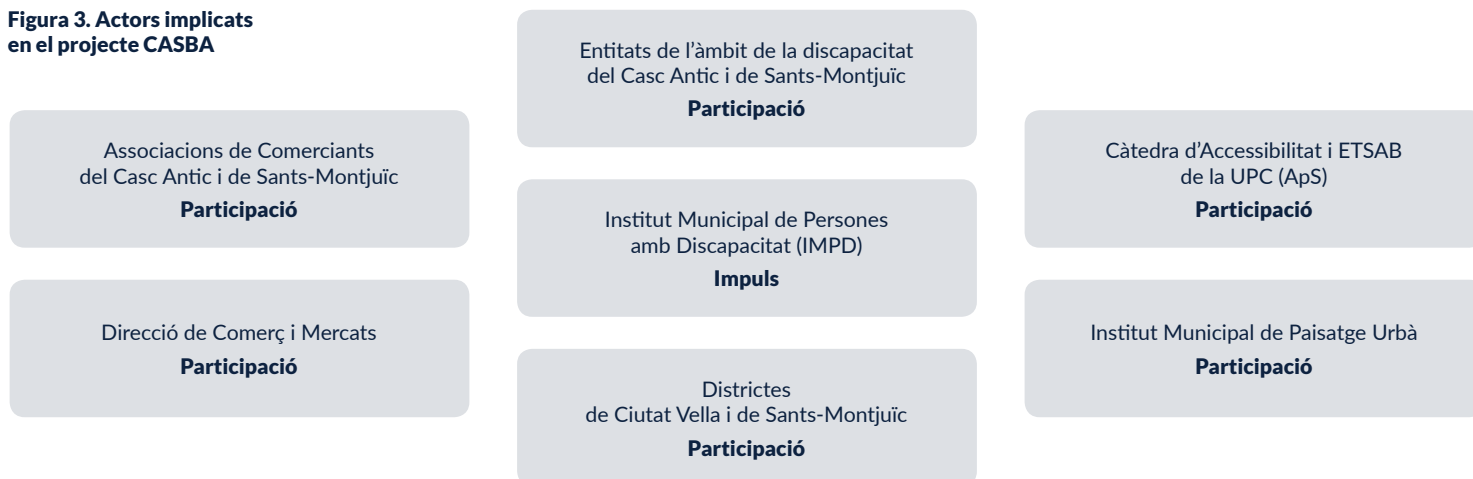 Figura 3. Actors implicats
en el projecte CASBA
Entitats de l’àmbit de la discapacitat
del Casc Antic i de Sants-Montjuïc
Participació
Associacions de Comerciants
del Casc Antic i de Sants-Montjuïc
Participació
Càtedra d’Accessibilitat i ETSAB
de la UPC (ApS)
Participació
Institut Municipal de Persones
amb Discapacitat (IMPD)
Impuls
Direcció de Comerç i Mercats
Participació
Institut Municipal de Paisatge Urbà
Participació
Districtes
de Ciutat Vella i de Sants-Montjuïc
Participació